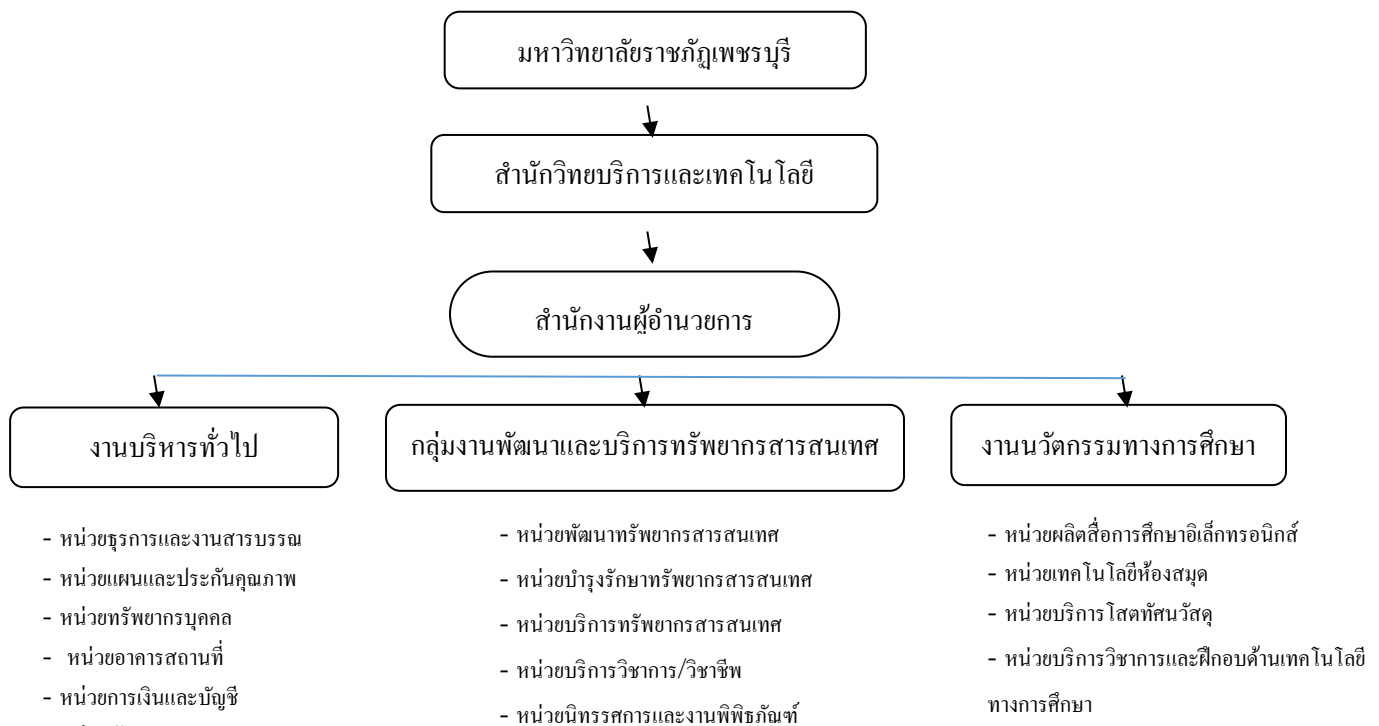 มหาวิทยาลัยราชภัฏเพชรบุรี
สำนักวิทยบริการและเทคโนโลยี
สำนักงานผู้อำนวยการ
งานบริหารทั่วไป
- หน่วยธุรการและงานสารบรรณ
- หน่วยแผนและประกันคุณภาพ
- หน่วยทรัพยากรบุคคล
- หน่วยอาคารสถานที่
- หน่วยการเงินและบัญชี
กลุ่มงานพัฒนาและบริการทรัพยากรสารสนเทศ
- หน่วยพัฒนาทรัพยากรสารสนเทศ
- หน่วยบำรุงรักษาทรัพยากรสารสนเทศ
- หน่วยบริการทรัพยากรสารสนเทศ
- หน่วยบริการวิชาการ/วิชาชีพ
- หน่วยนิทรรศการและงานพิพิธภัณฑ์
งานนวัตกรรมทางการศึกษา
- หน่วยผลิตสื่อการศึกษาอิเล็กทรอนิกส์
- หน่วยเทคโนโลยีห้องสมุด
- หน่วยบริการโสตทัศนวัสดุ
- หน่วยบริการวิชาการและฝึกอบด้านเทคโนโลยี
ทางการศึกษา